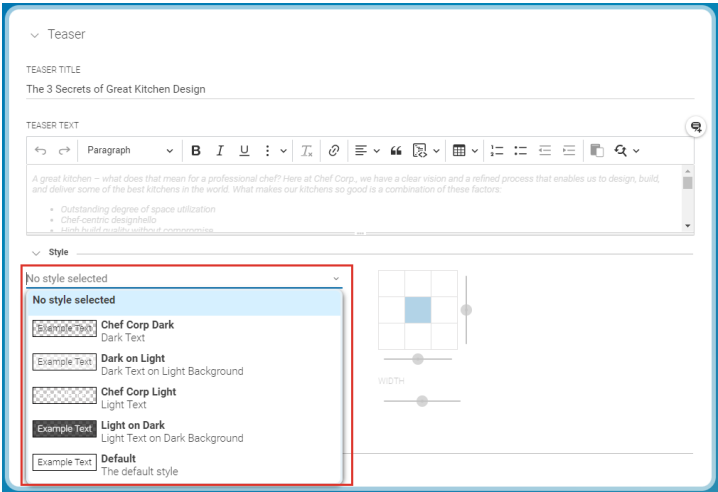 Teaser
TEASER TITLE
The 3 Secrets of Great Kitchen Design
TEASER TEXT
Paragraph
A great kitchen – what does that mean for a professional chef? Here at Chef Corp., we have a clear vision and a refined process that enables us to design, build,
and deliver some of the best kitchens in the world. What makes our kitchens so good is a combination of these factors:
Outstanding degree of space utilization
Chef-centric designhello
High build quality without compromise
Style
No style selected
No style selected
Example Text
Chef Corp Dark
Dark Text
Example Text
Dark on Light
Dark Text on Light Background
Chef Corp Light
Light Text
Example Text
Light on Dark
Light Text on Dark Background
Example Text
Default
The default style
WIDTH